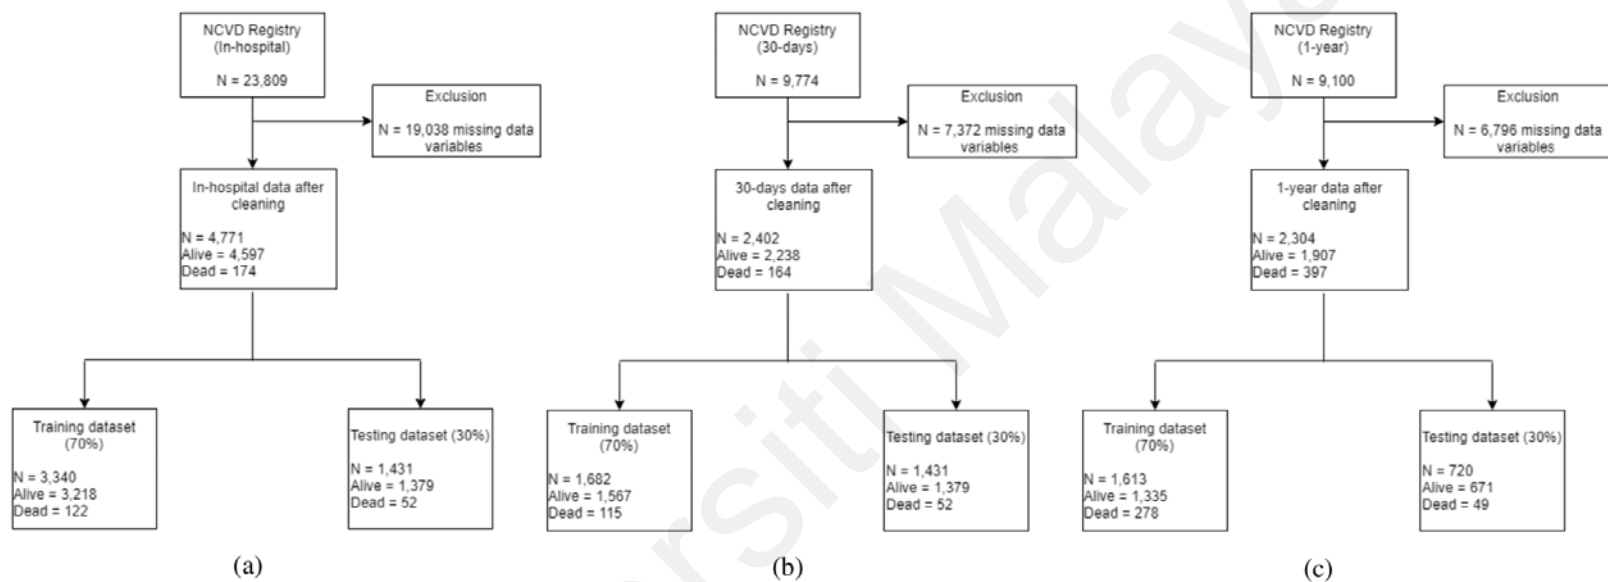 NCVD Registry
(In-hospital)
N = 23,809
Exclusion
N = 19,038 missing data
variables
In-hospital data after
cleaning
N = 4,771
Alive = 4,597
Dead = 174
Training dataset
(70%)
N = 3,340
Alive = 3,218
Dead = 122
Testing dataset (30%)
N = 1,431
Alive = 1,379
Dead = 52
(a)
NCVD Registry
(30-days)
N = 9,774
Exclusion
N = 7,372 missing data
variables
30-days data after
cleaning
N = 2,402
Alive = 2,238
Dead = 164
Training dataset
(70%)
N = 1,682
Alive = 1,567
Dead = 115
Testing dataset (30%)
N = 1,431
Alive = 1,379
Dead = 52
(b)
NCVD Registry
(1-year)
N = 9,100
Exclusion
N = 6,796 missing data
variables
1-year data after
cleaning
N = 2,304
Alive = 1,907
Dead = 397
Training dataset
(70%)
N = 1,613
Alive = 1,335
Dead = 278
Testing dataset (30%)
N = 720
Alive = 671
Dead = 49
(c)
ersiti Malaya